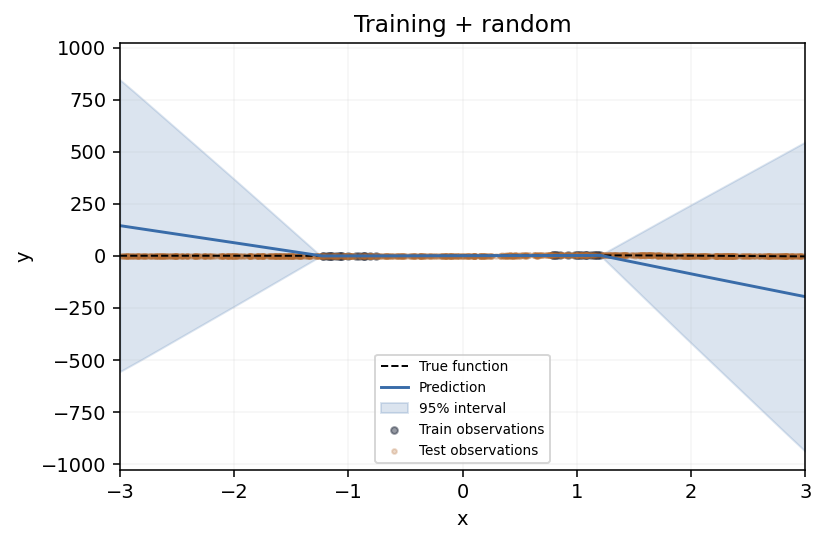 Training + random
1000
750
500
250
0
−250
−500
−750
−1000
y
True function
Prediction
95% interval
Train observations
Test observations
−3
−2
−1
0
1
2
3
x